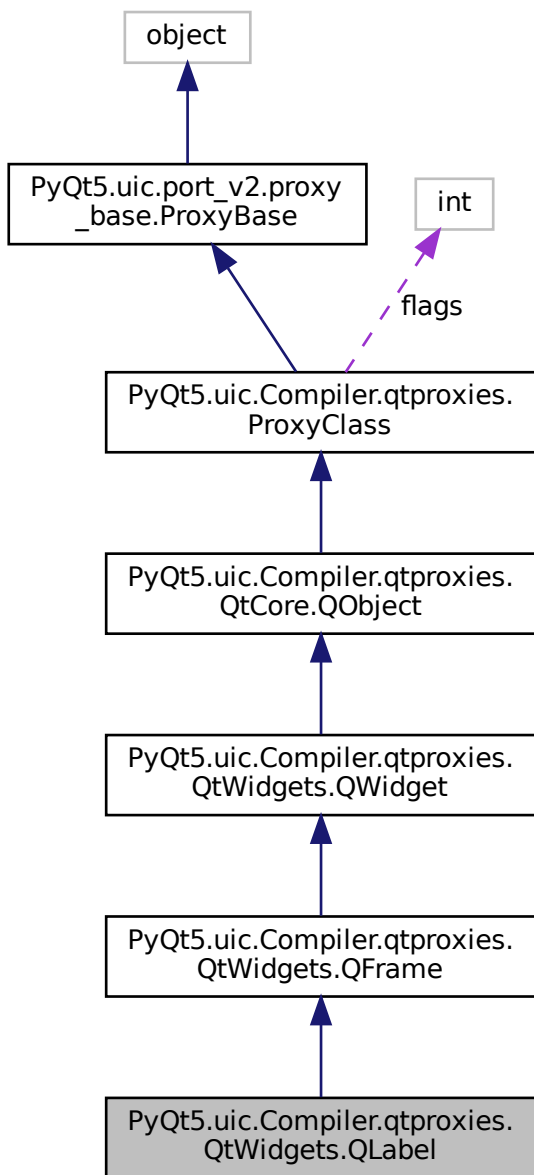 object
PyQt5.uic.port_v2.proxy
_base.ProxyBase
int
flags
PyQt5.uic.Compiler.qtproxies.
ProxyClass
PyQt5.uic.Compiler.qtproxies.
QtCore.QObject
PyQt5.uic.Compiler.qtproxies.
QtWidgets.QWidget
PyQt5.uic.Compiler.qtproxies.
QtWidgets.QFrame
PyQt5.uic.Compiler.qtproxies.
QtWidgets.QLabel